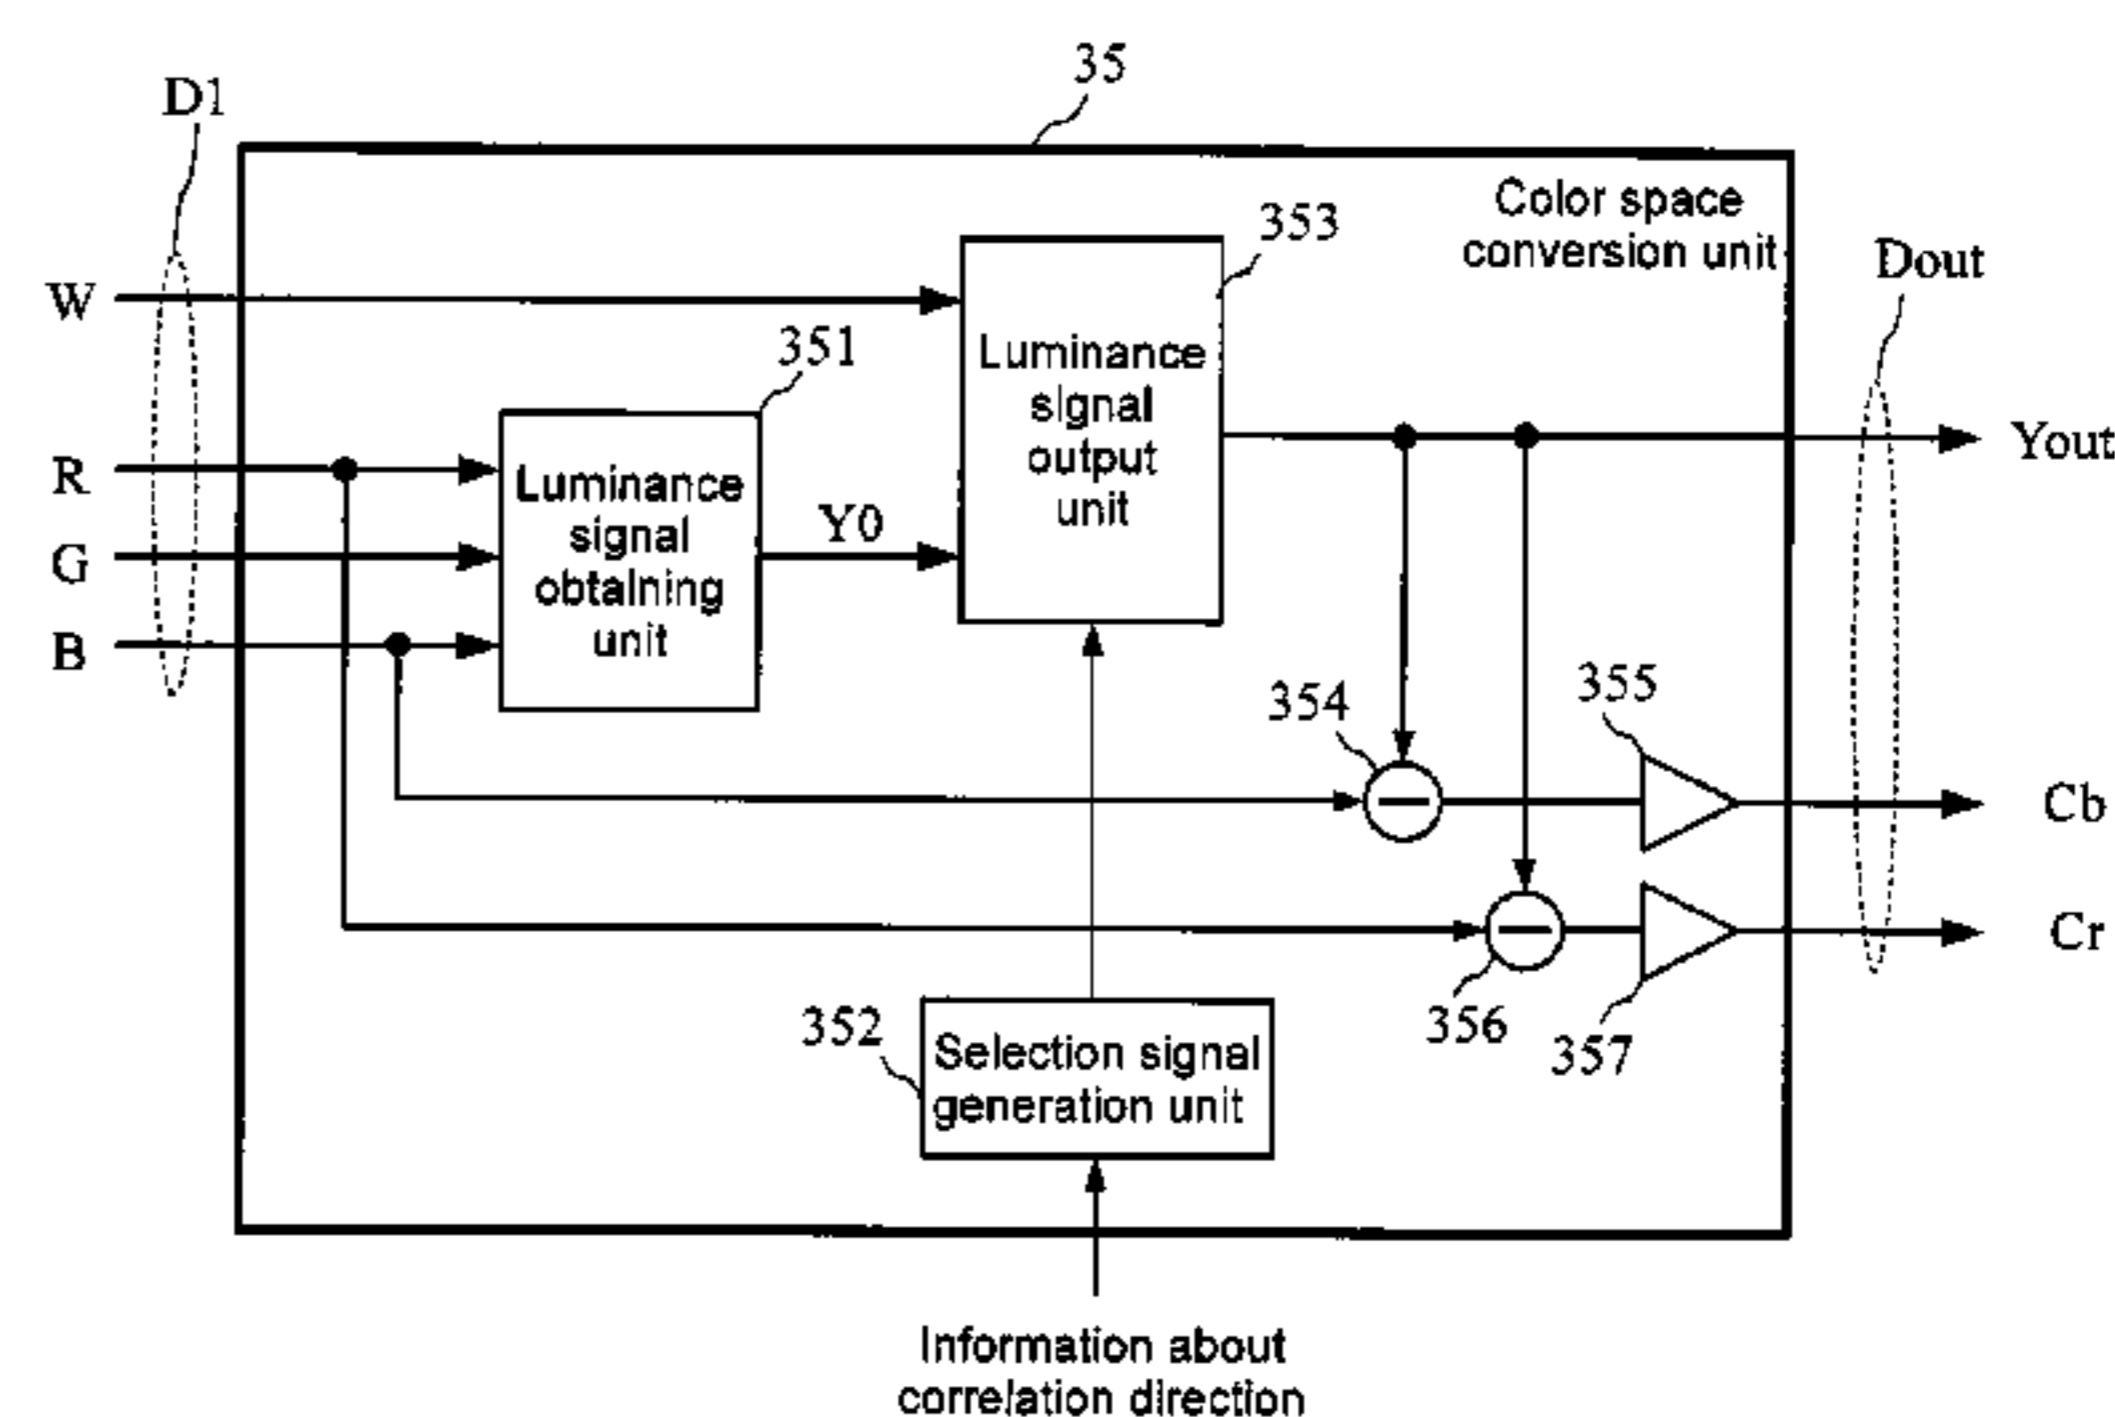 35
D1
Color space
conversion unit
353
Dout
W
351
Luminance
signal
output
unit
Yout
R
Luminance
signal
obtaining
unit
Y0
G
B
354
355
Cb
Cr
356
357
352
Selection signal
generation unit
Information about
correlation direction